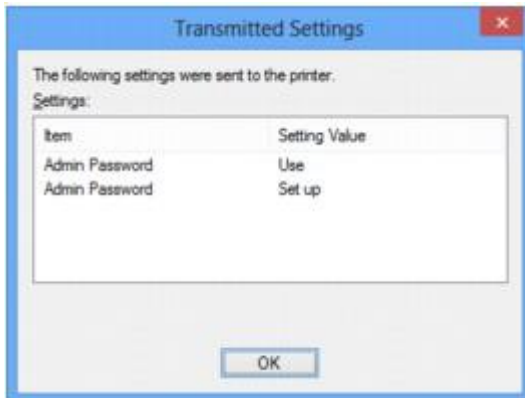 Transmitted Settings
The following settings were sent to the printer.
Settings:
Item Setting Value
Admin Password Use
Admin Password Set up
OK